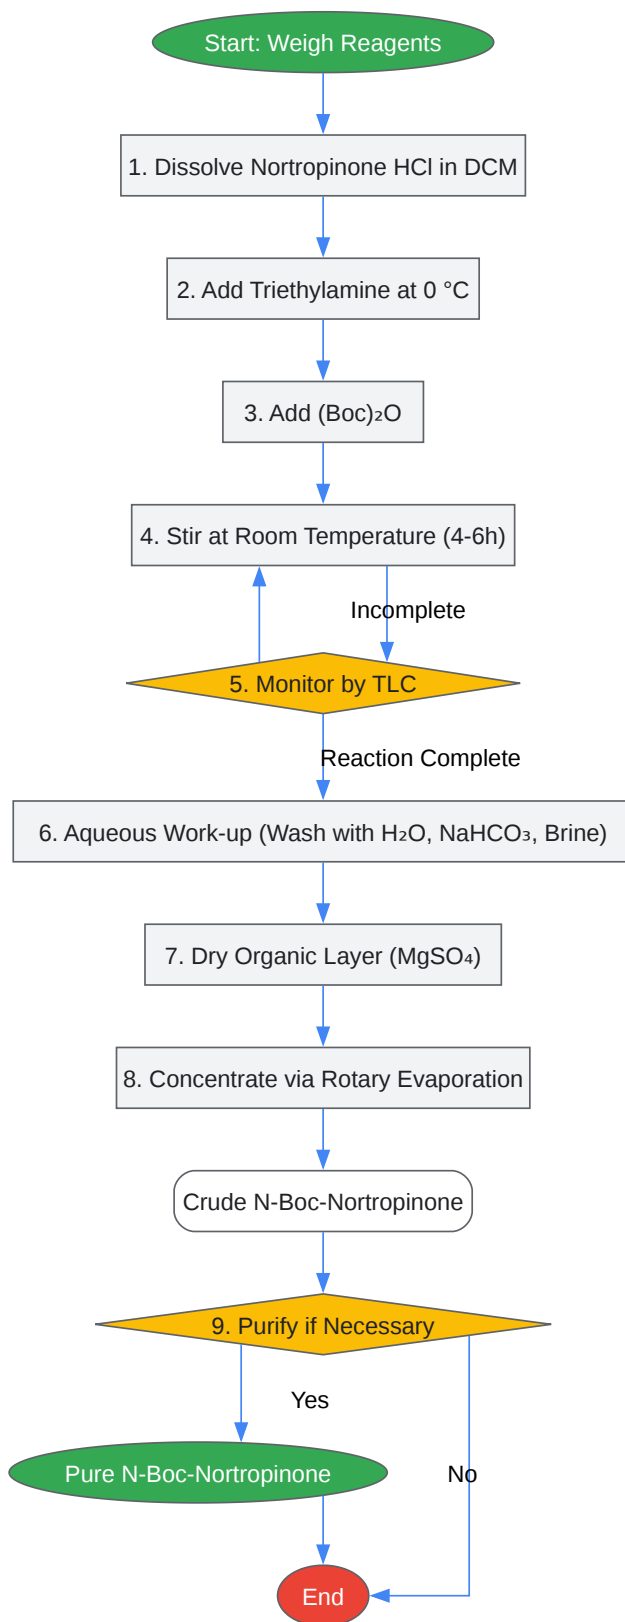 Start: Weigh Reagents
1. Dissolve Nortropinone HCl in DCM
2. Add Triethylamine at 0 °C
3. Add (Boc)₂O
4. Stir at Room Temperature (4-6h)
Incomplete
5. Monitor by TLC
Reaction Complete
6. Aqueous Work-up (Wash with H₂O, NaHCO₃, Brine)
7. Dry Organic Layer (MgSO₄)
8. Concentrate via Rotary Evaporation
Crude N-Boc-Nortropinone
9. Purify if Necessary
Yes
Pure N-Boc-Nortropinone
No
End